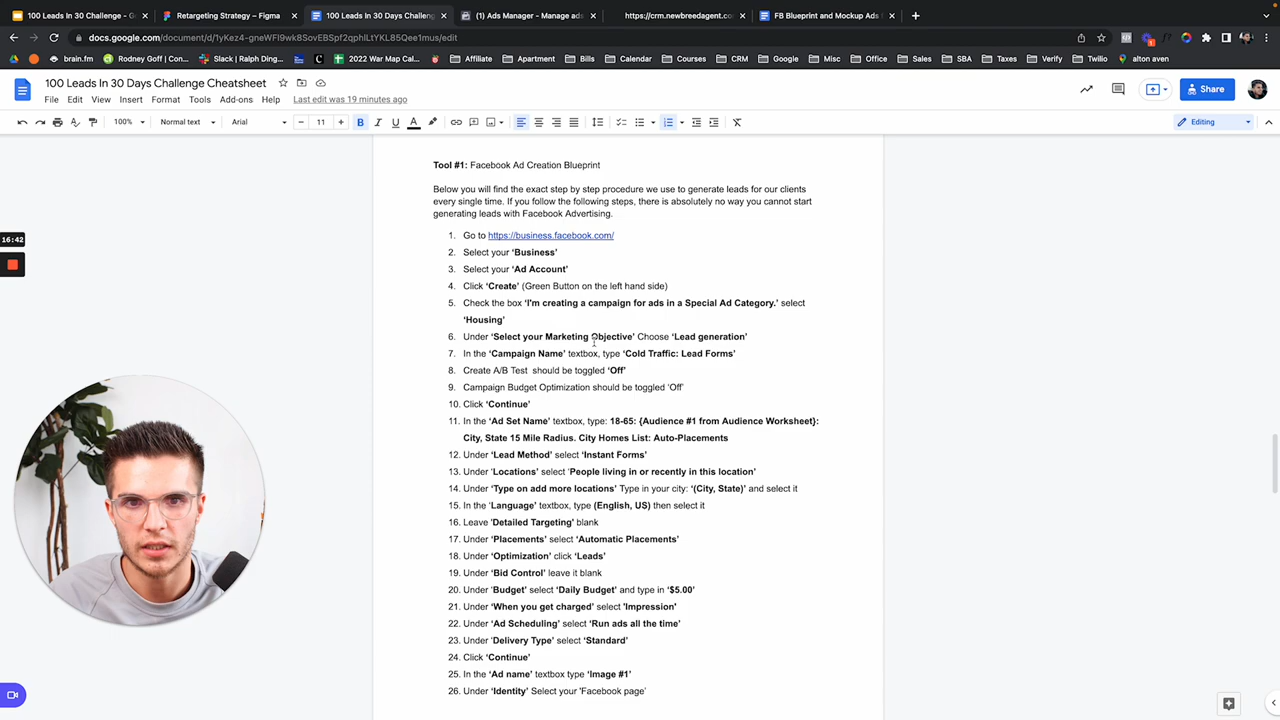 100 Leads In 30 Days Challenge - G
Retargeting Strategy – Figma
100 Leads In 30 Days Challeng
(1) Ads Manager - Manage ads
https://crm.newbreedagent.co
FB Blueprint and Mockup Ads
docs.google.com/document/d/1yKez4-gneWFI9wk8SovEBSpf2qphlLtYKL85Qee1mus/edit
brain.fm
Rodney Goff | Con...
Slack | Ralph Ding...
2022 War Map Cal...
Affiliate
Apartment
Bills
Calendar
Courses
CRM
Google
Misc
Office
Sales
SBA
Taxes
Verify
alton aven
100 Leads In 30 Days Challenge Cheatsheet
File Edit View Insert Format Tools Add-ons Help Last edit was 19 minutes ago
Share
100% Normal text Arial 11 Editing
Tool #1: Facebook Ad Creation Blueprint
Below you will find the exact step by step procedure we use to generate leads for our clients
every single time. If you follow the following steps, there is absolutely no way you cannot start
generating leads with Facebook Advertising.
1. Go to https://business.facebook.com/
2. Select your ‘Business’
3. Select your ‘Ad Account’
4. Click ‘Create’ (Green Button on the left hand side)
5. Check the box ‘I'm creating a campaign for ads in a Special Ad Category.’ select
‘Housing’
6. Under ‘Select your Marketing Objective’ Choose ‘Lead generation’
7. In the ‘Campaign Name’ textbox, type ‘Cold Traffic: Lead Forms’
8. Create A/B Test should be toggled ‘Off’
9. Campaign Budget Optimization should be toggled ‘Off’
10. Click ‘Continue’
11. In the ‘Ad Set Name’ textbox, type: 18-65: {Audience #1 from Audience Worksheet}:
City, State 15 Mile Radius. City Homes List: Auto-Placements
12. Under ‘Lead Method’ select ‘Instant Forms’
13. Under ‘Locations’ select ‘People living in or recently in this location’
14. Under ‘Type on add more locations’ Type in your city: ‘(City, State)’ and select it
15. In the ‘Language’ textbox, type (English, US) then select it
16. Leave 'Detailed Targeting’ blank
17. Under ‘Placements’ select ‘Automatic Placements’
18. Under ‘Optimization’ click ‘Leads’
19. Under ‘Bid Control’ leave it blank
20. Under ‘Budget’ select ‘Daily Budget’ and type in ‘$5.00’
21. Under ‘When you get charged’ select 'Impression’
22. Under ‘Ad Scheduling’ select ‘Run ads all the time’
23. Under ‘Delivery Type’ select ‘Standard’
24. Click ‘Continue’
25. In the ‘Ad name’ textbox type ‘Image #1’
26. Under ‘Identity’ Select your 'Facebook page’
16:42